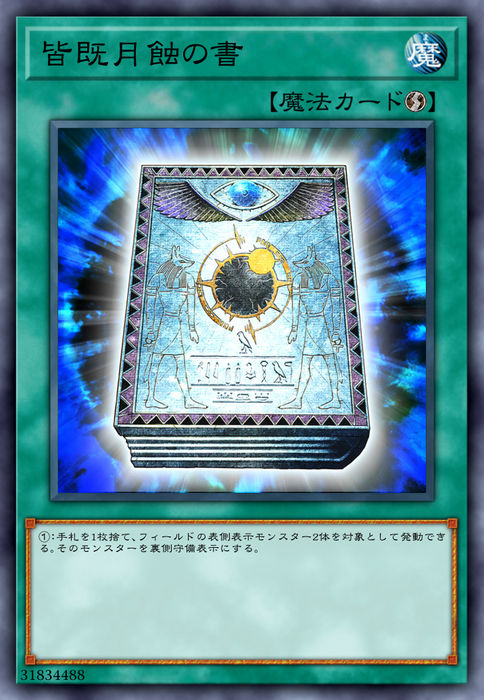 皆既月蝕の書
魔
【魔法カード】
①:手札を1枚捨て、フィールドの表側表示モンスター2体を対象として発動でき
る。そのモンスターを裏側守備表示にする。
31834488